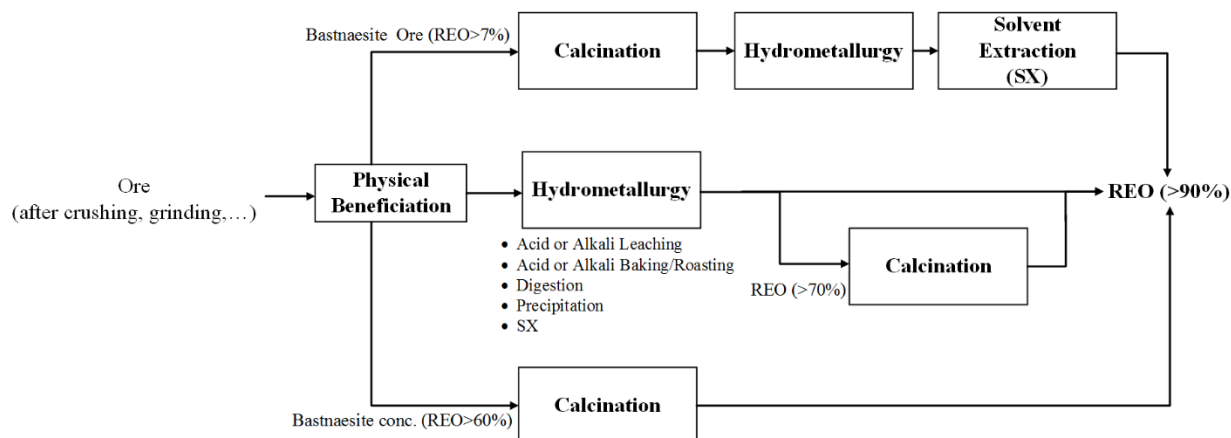 Bastnaesite Ore (REO>7%)
Calcination
Hydrometallurgy
Solvent
Extraction
(SX)
Ore
(after crushing, grinding,…)
Physical
Beneficiation
Hydrometallurgy
REO (>90%)
• Acid or Alkali Leaching
• Acid or Alkali Baking/Roasting
• Digestion
• Precipitation
• SX
REO (>70%)
Calcination
Bastnaesite conc. (REO>60%)
Calcination